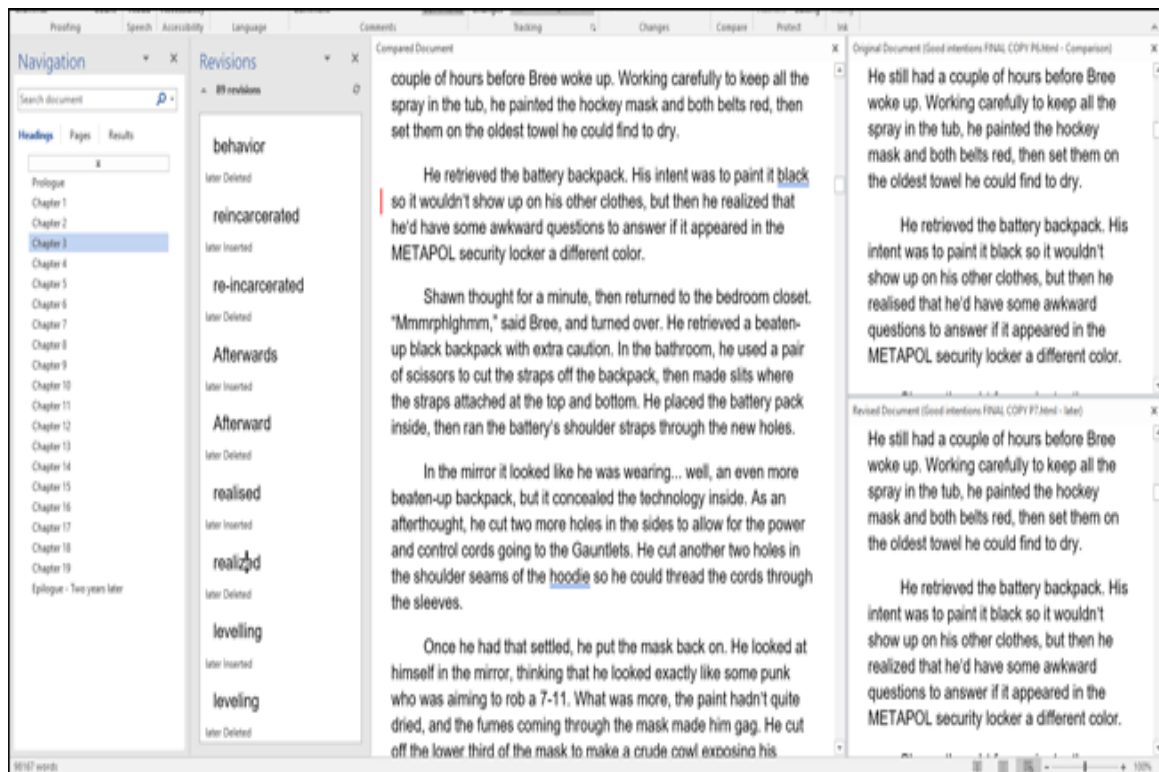 Proofing Speech Accessibility Language Comments Tracking Changes Compare Protect Ink
Navigation
Search document
Headings Pages Results
Prologue
Chapter 1
Chapter 2
Chapter 3
Chapter 4
Chapter 5
Chapter 6
Chapter 7
Chapter 8
Chapter 9
Chapter 10
Chapter 11
Chapter 12
Chapter 13
Chapter 14
Chapter 15
Chapter 16
Chapter 17
Chapter 18
Chapter 19
Epilogue - Two years later
Revisions
89 revisions
behavior
later Deleted
reincarcerated
later Inserted
re-incarcerated
later Deleted
Afterwards
later Inserted
Afterward
later Deleted
realised
later Inserted
realized
later Deleted
levelling
later Inserted
leveling
later Deleted
Compared Document
couple of hours before Bree woke up. Working carefully to keep all the
spray in the tub, he painted the hockey mask and both belts red, then
set them on the oldest towel he could find to dry.
He retrieved the battery backpack. His intent was to paint it black
so it wouldn't show up on his other clothes, but then he realized that
he'd have some awkward questions to answer if it appeared in the
METAPOL security locker a different color.
Shawn thought for a minute, then returned to the bedroom closet.
"Mmmrphlghmm," said Bree, and turned over. He retrieved a beaten-
up black backpack with extra caution. In the bathroom, he used a pair
of scissors to cut the straps off the backpack, then made slits where
the straps attached at the top and bottom. He placed the battery pack
inside, then ran the battery's shoulder straps through the new holes.
In the mirror it looked like he was wearing... well, an even more
beaten-up backpack, but it concealed the technology inside. As an
afterthought, he cut two more holes in the sides to allow for the power
and control cords going to the Gauntlets. He cut another two holes in
the shoulder seams of the hoodie so he could thread the cords through
the sleeves.
Once he had that settled, he put the mask back on. He looked at
himself in the mirror, thinking that he looked exactly like some punk
who was aiming to rob a 7-11. What was more, the paint hadn't quite
dried, and the fumes coming through the mask made him gag. He cut
off the lower third of the mask to make a crude cowl exposing his
Original Document (Good intentions FINAL COPY P6.html - Comparison)
He still had a couple of hours before Bree
woke up. Working carefully to keep all the
spray in the tub, he painted the hockey
mask and both belts red, then set them on
the oldest towel he could find to dry.
He retrieved the battery backpack. His
intent was to paint it black so it wouldn't
show up on his other clothes, but then he
realised that he'd have some awkward
questions to answer if it appeared in the
METAPOL security locker a different color.
Revised Document (Good intentions FINAL COPY P7.html - later)
He still had a couple of hours before Bree
woke up. Working carefully to keep all the
spray in the tub, he painted the hockey
mask and both belts red, then set them on
the oldest towel he could find to dry.
He retrieved the battery backpack. His
intent was to paint it black so it wouldn't
show up on his other clothes, but then he
realized that he'd have some awkward
questions to answer if it appeared in the
METAPOL security locker a different color.
98167 words
100%